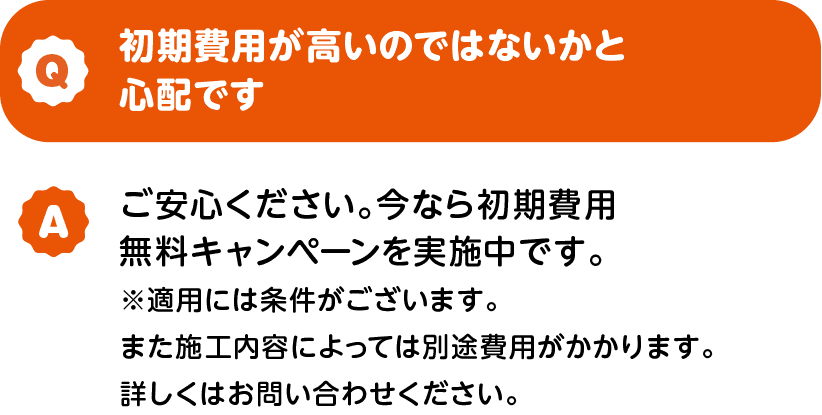 Q
初期費用が高いのではないかと
心配です
A
ご安心ください。今なら初期費用
無料キャンペーンを実施中です。
※適用には条件がございます。
また施工内容によっては別途費用がかかります。
詳しくはお問い合わせください。